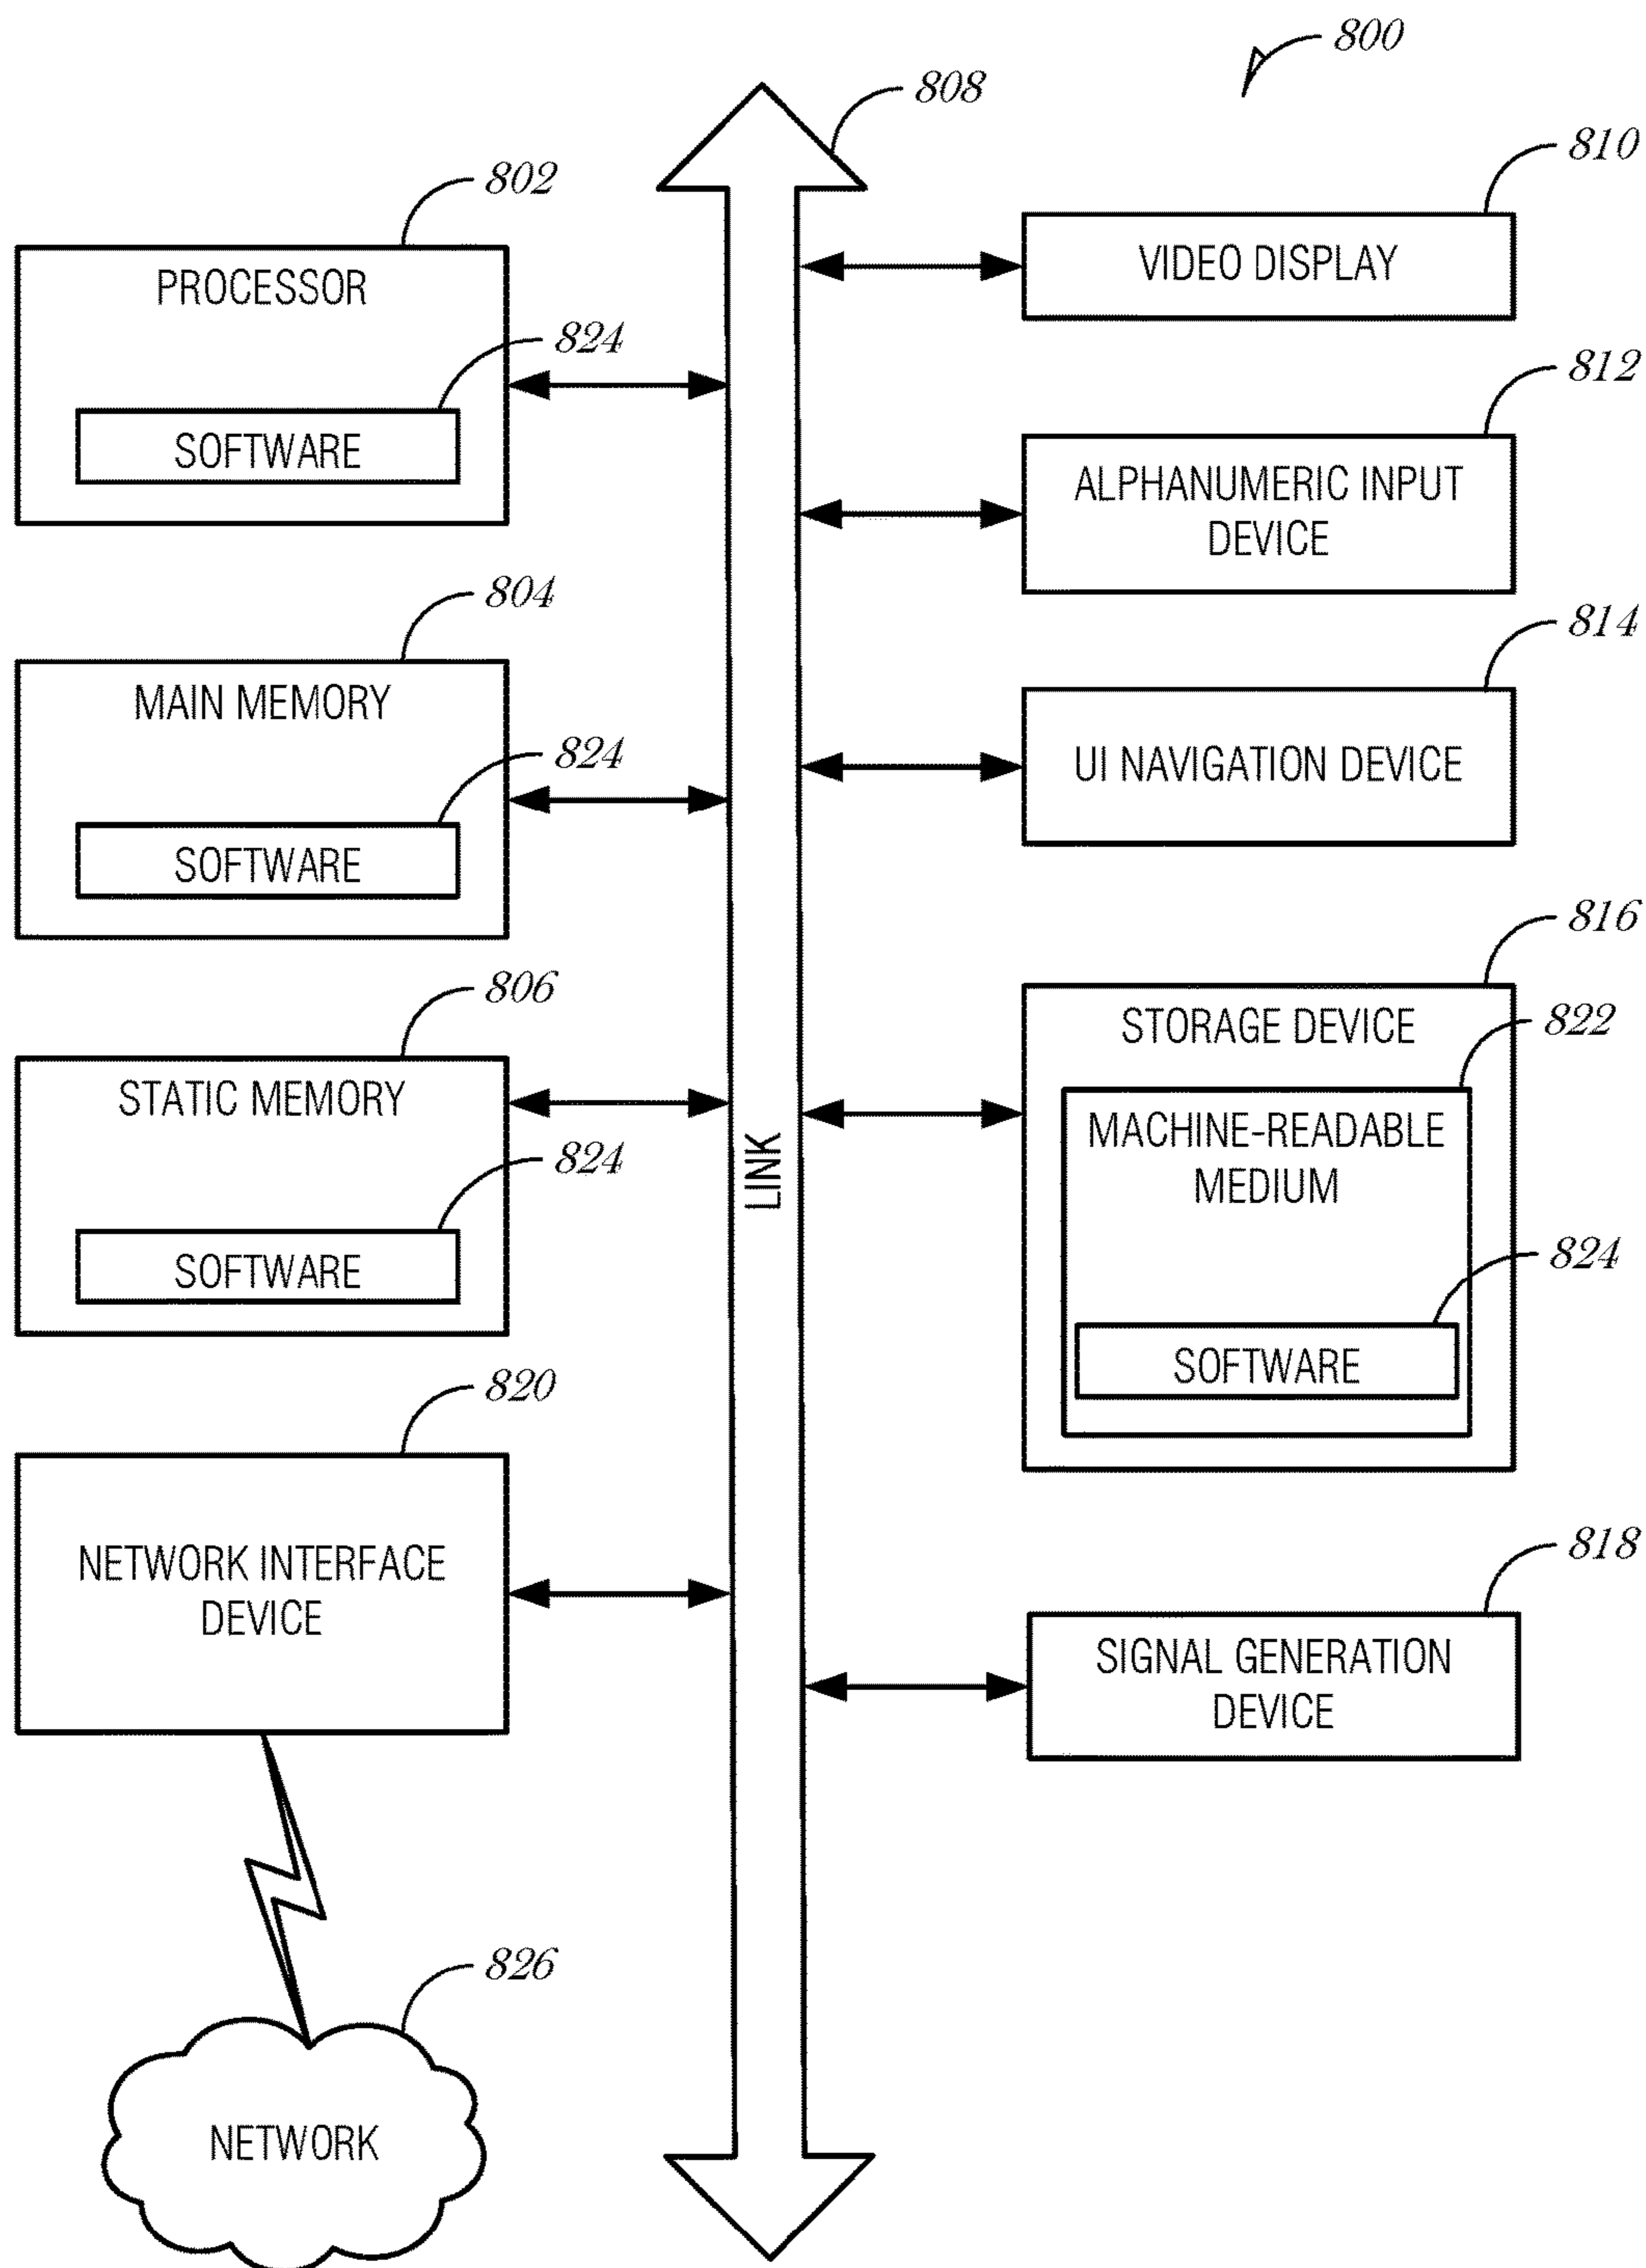 800
808
810
802
VIDEO DISPLAY
PROCESSOR
824
SOFTWARE
812
ALPHANUMERIC INPUT
DEVICE
804
814
MAIN MEMORY
824
SOFTWARE
UI NAVIGATION DEVICE
816
806
STORAGE DEVICE
822
STATIC MEMORY
824
SOFTWARE
MACHINE-READABLE
MEDIUM
824
SOFTWARE
LINK
820
NETWORK INTERFACE
DEVICE
818
SIGNAL GENERATION
DEVICE
826
NETWORK